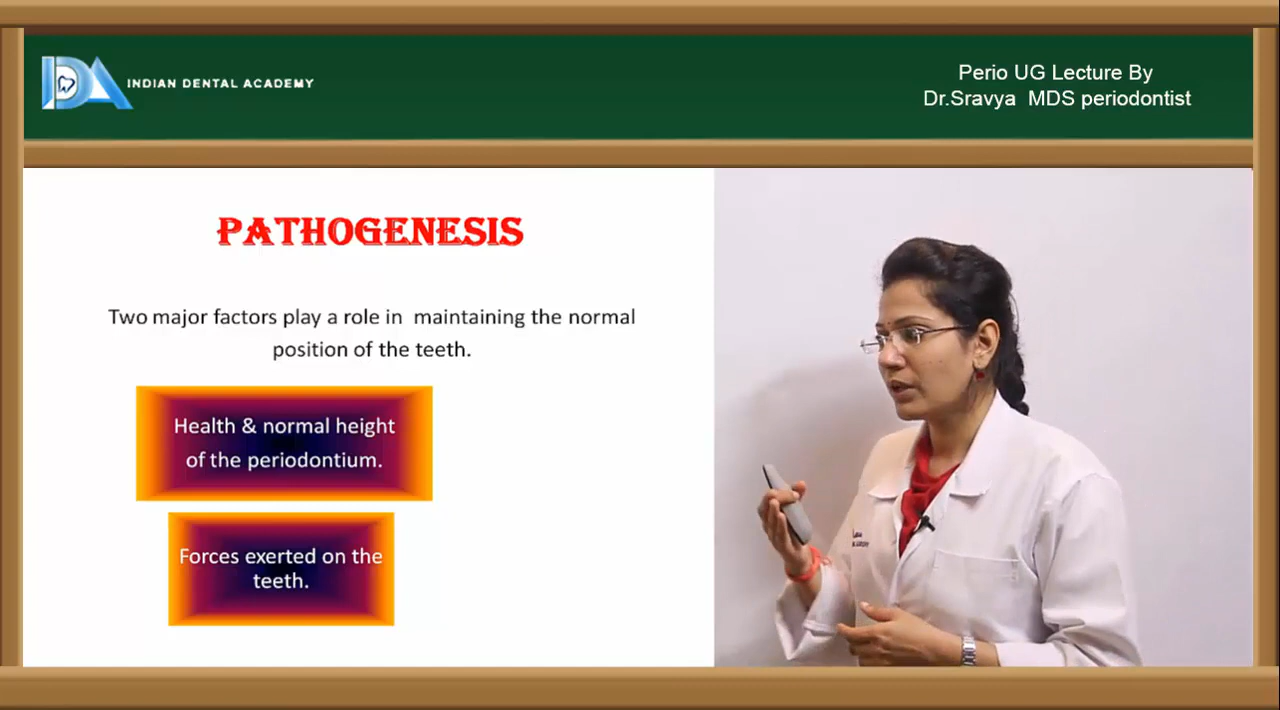 INDIAN DENTAL ACADEMY
Perio UG Lecture By
Dr.Sravya MDS periodontist
PATHOGENESIS
Two major factors play a role in maintaining the normal
position of the teeth.
Health & normal height
of the periodontium.
Forces exerted on the
teeth.